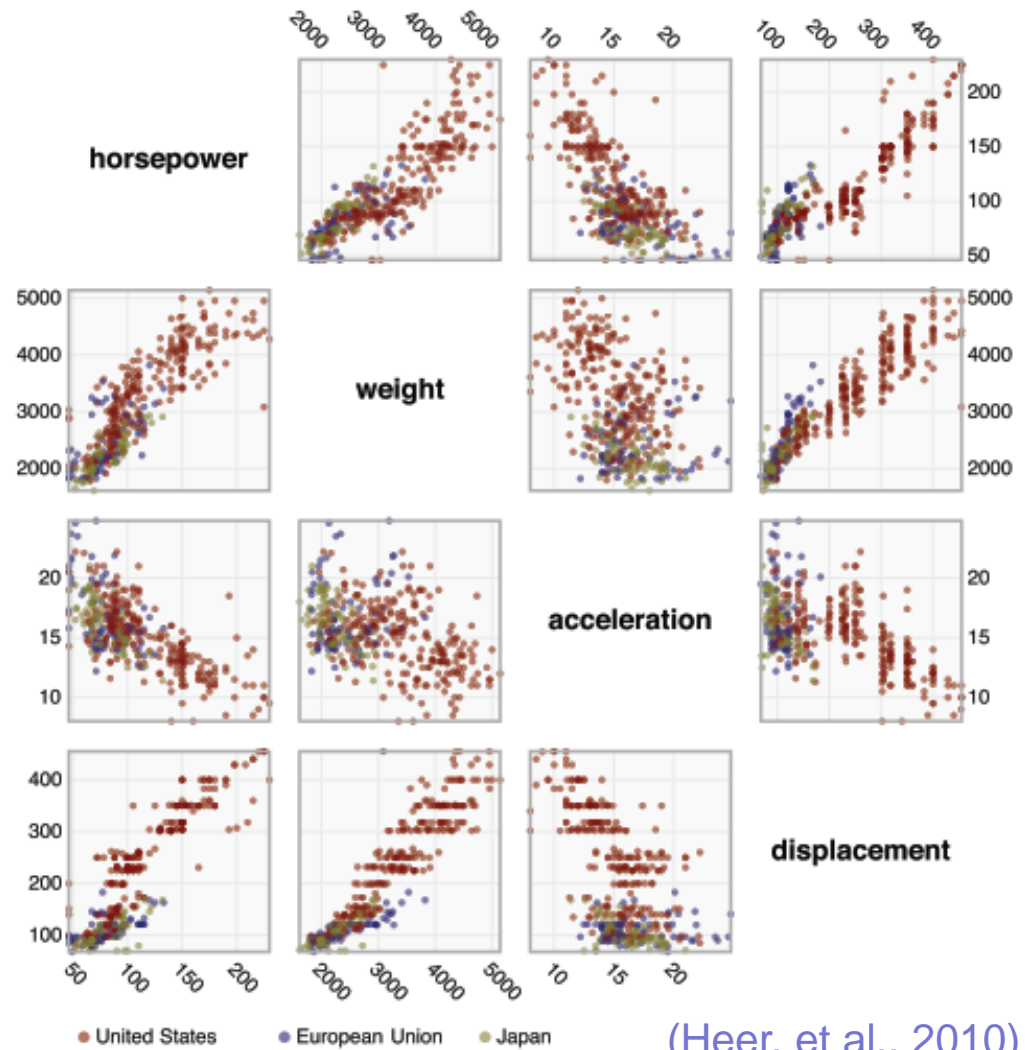 2000 3000 4000 5000 10 15 20 100 200 300 400
200
150
horsepower
100
50
5000 5000
4000 4000
weight
3000 3000
2000 2000
20 20
acceleration
15 15
10 10
400
300
displacement
200
100
50 100 150 200 2000 3000 4000 5000 10 15 20
United States European Union Japan (Heer, et al., 2010)